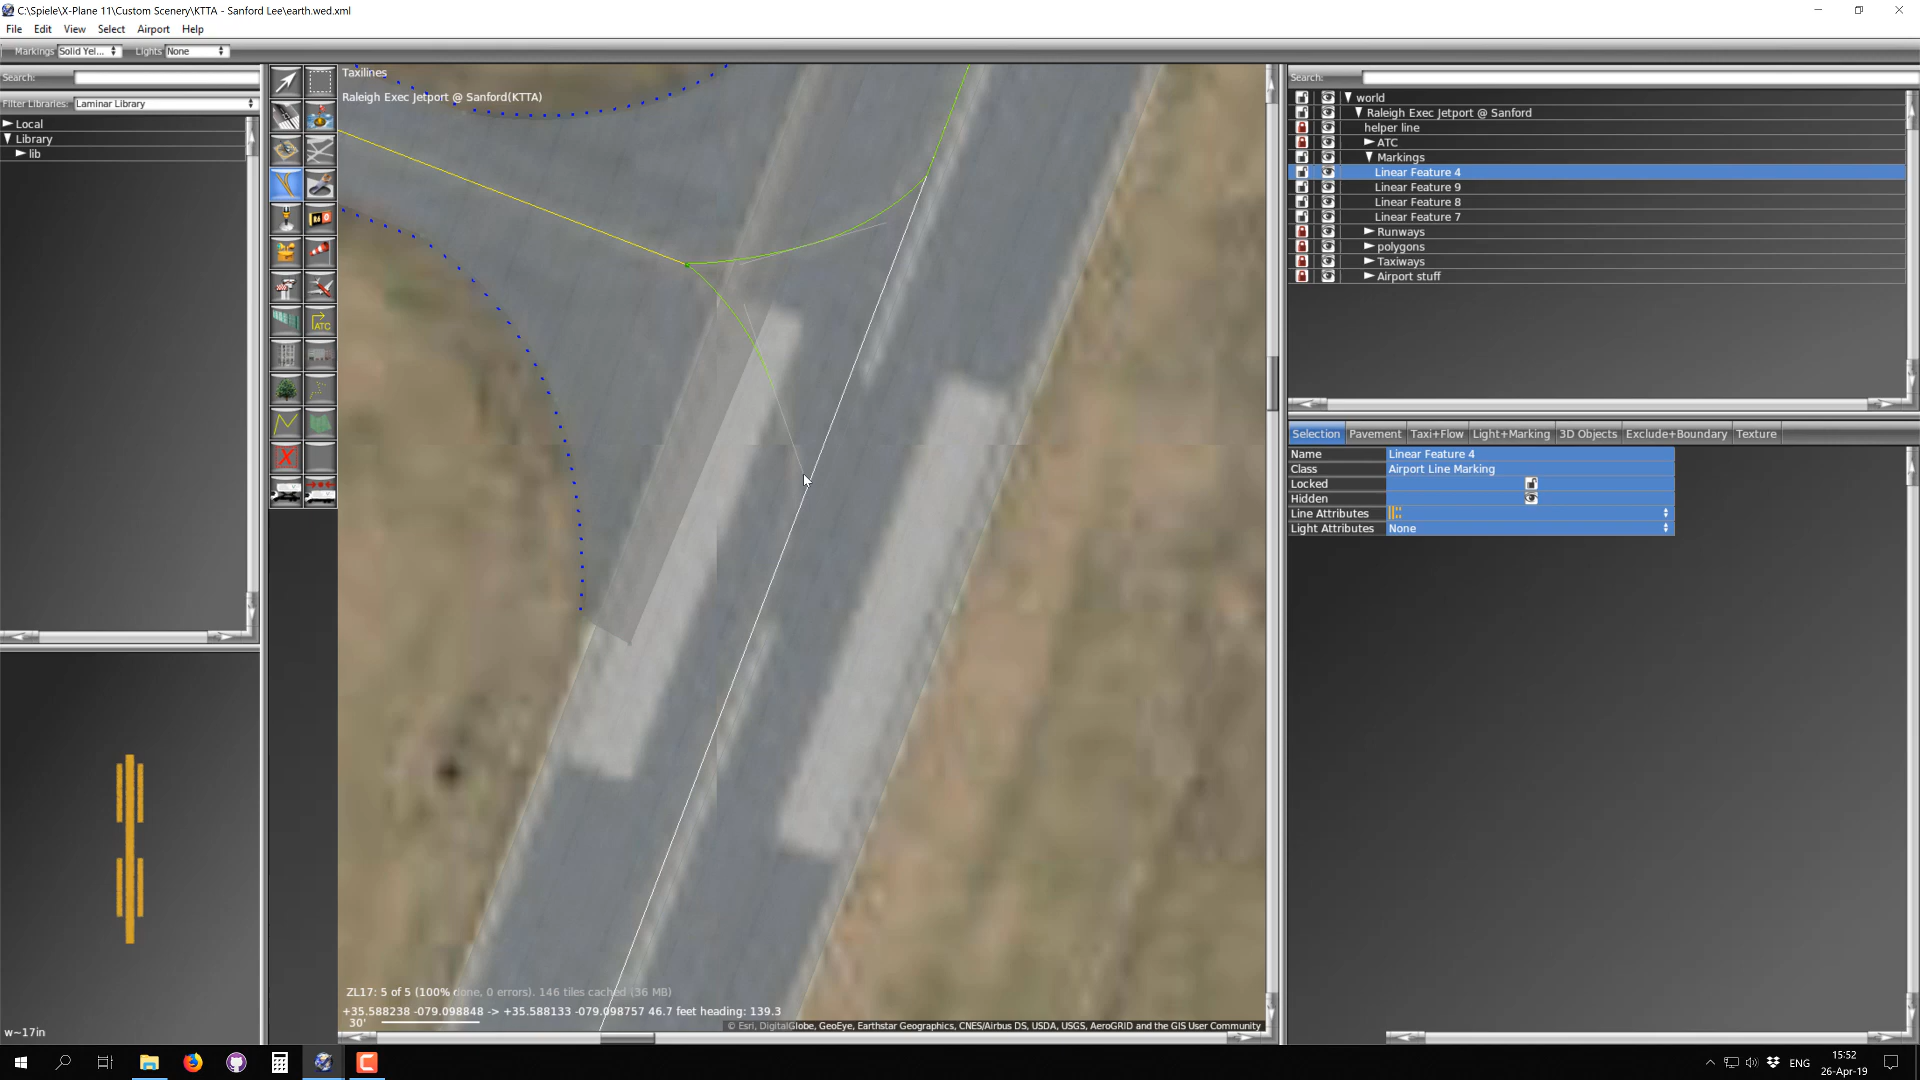 C:\Spiele\X-Plane 11\Custom Scenery\KTTA - Sanford Lee\earth.wed.xml
File Edit View Select Airport Help
Markings Solid Yel... Lights None
Search:
Filter Libraries: Laminar Library
Local
Library
lib
w~17in
ATC
Taxilines
Raleigh Exec Jetport @ Sanford(KTTA)
ZL17: 5 of 5 (100% done, 0 errors). 146 tiles cached (36 MB)
+35.588238 -079.098848 -> +35.588133 -079.098757 46.7 feet heading: 139.3
30'
© Esri, DigitalGlobe, GeoEye, Earthstar Geographics, CNES/Airbus DS, USDA, USGS, AeroGRID and the GIS User Community
Search:
world
Raleigh Exec Jetport @ Sanford
helper line
ATC
Markings
Linear Feature 4
Linear Feature 9
Linear Feature 8
Linear Feature 7
Runways
polygons
Taxiways
Airport stuff
Selection Pavement Taxi+Flow Light+Marking 3D Objects Exclude+Boundary Texture
Name Linear Feature 4
Class Airport Line Marking
Locked
Hidden
Line Attributes
Light Attributes None
ENG
15:52
26-Apr-19